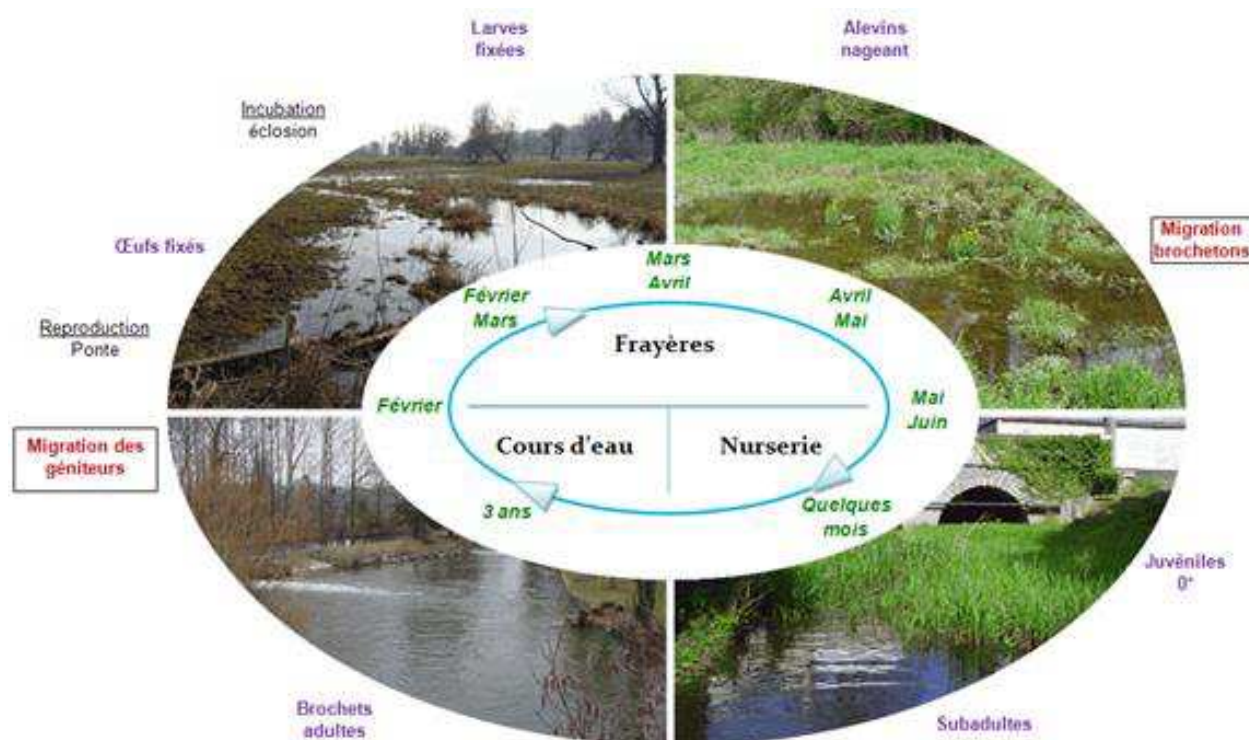 Larves
fixées
Alevins
nageant
Incubation
éclosion
Œufs fixés
Migration
brochetons
Mars
Avril
Février
Mars
Avril
Mai
Reproduction
Ponte
Frayères
Février
Mai
Juin
Migration des
géniteurs
Cours d'eau
Nurserie
3 ans
Quelques
mois
Juvéniles
0⁺
Brochets
adultes
Subadultes